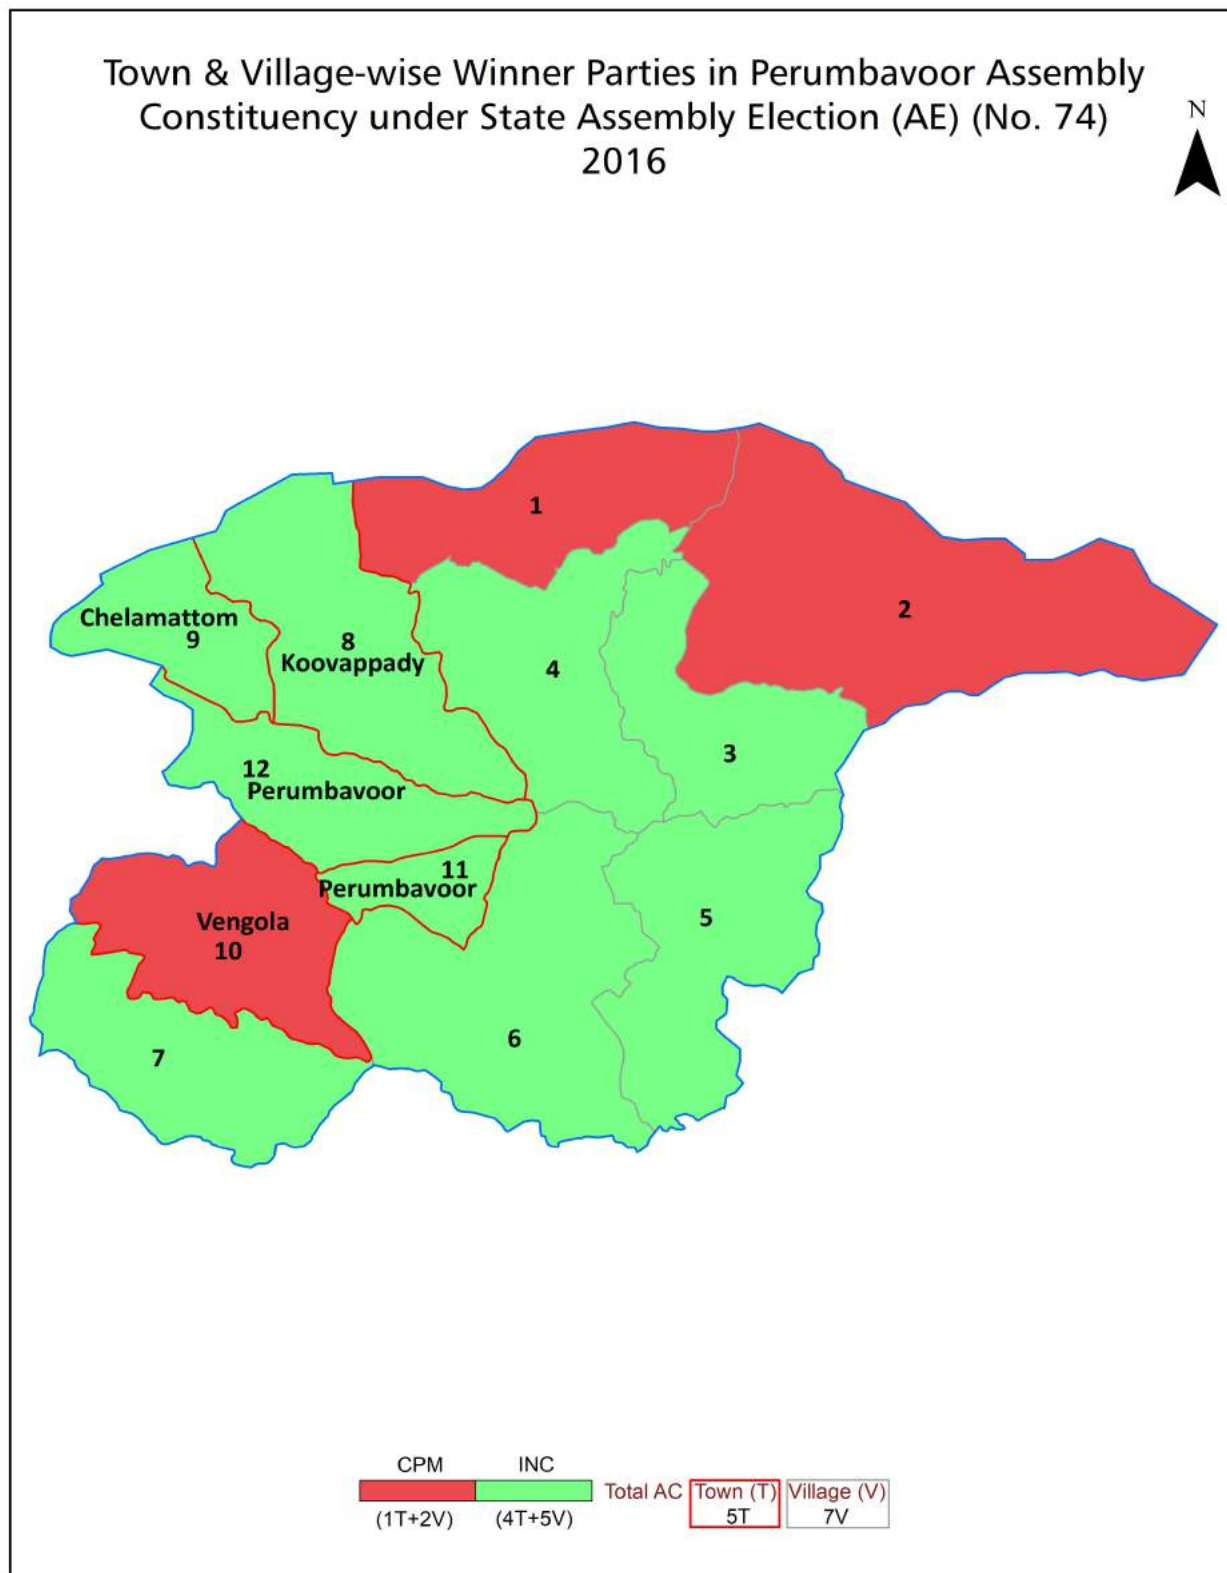 Town & Village-wise Winner Parties in Perumbavoor Assembly
Constituency under State Assembly Election (AE) (No. 74)
2016
N
1
2
Chelamattom
9
8
Koovappady
4
3
12
Perumbavoor
11
Perumbavoor
Vengola
10
5
6
7
CPM INC
Total AC Town (T) Village (V)
5T 7V
(1T+2V) (4T+5V)